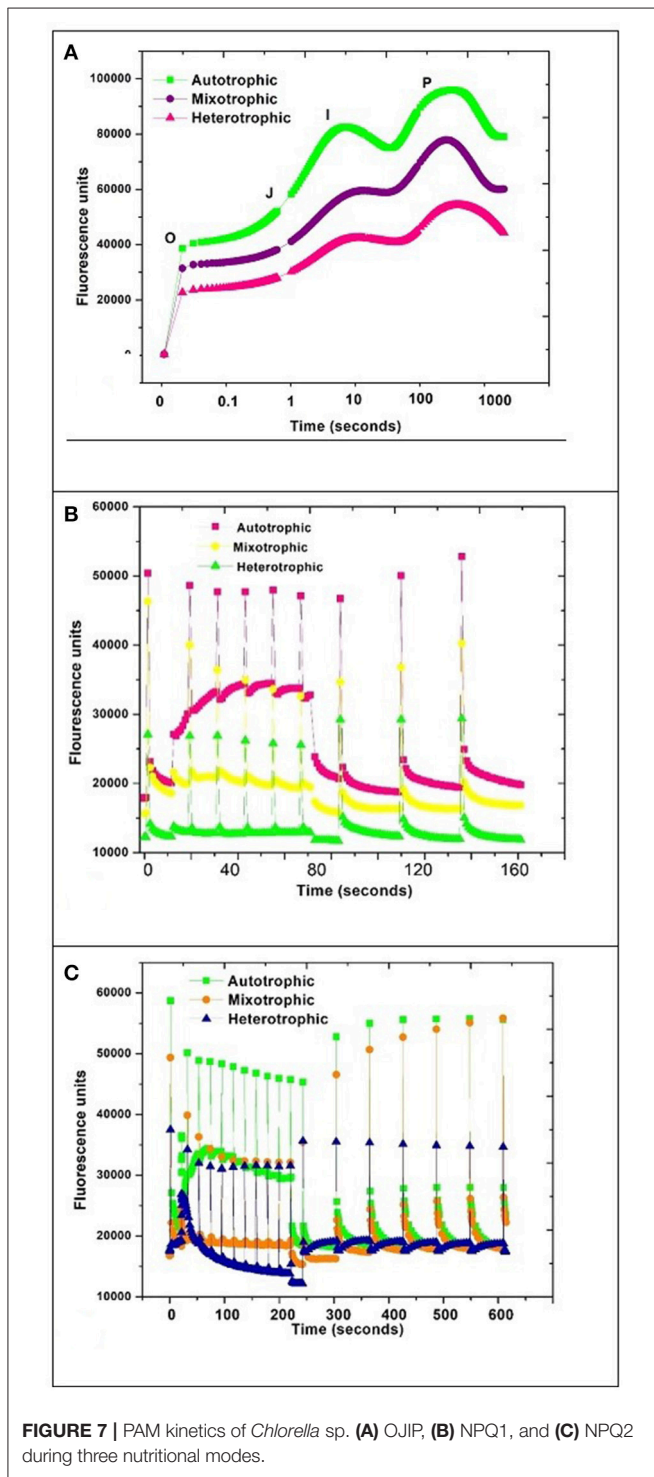 A
Autotrophic
Mixotrophic
Heterotrophic
O
J
I
P
Fluorescence units
100000
80000
60000
40000
20000
0
0.1
1
10
100
1000
Time (seconds)
B
Autotrophic
Mixotrophic
Heterotrophic
Flourescence units
60000
50000
40000
30000
20000
10000
0
40
60
80
120
160
Time (seconds)
C
Autotrophic
Mixotrophic
Heterotrophic
Fluorescence units
60000
50000
40000
30000
20000
10000
0
100
200
300
400
500
600
Time (seconds)
FIGURE 7 | PAM kinetics of Chlorella sp. (A) OJIP, (B) NPQ1, and (C) NPQ2
during three nutritional modes.